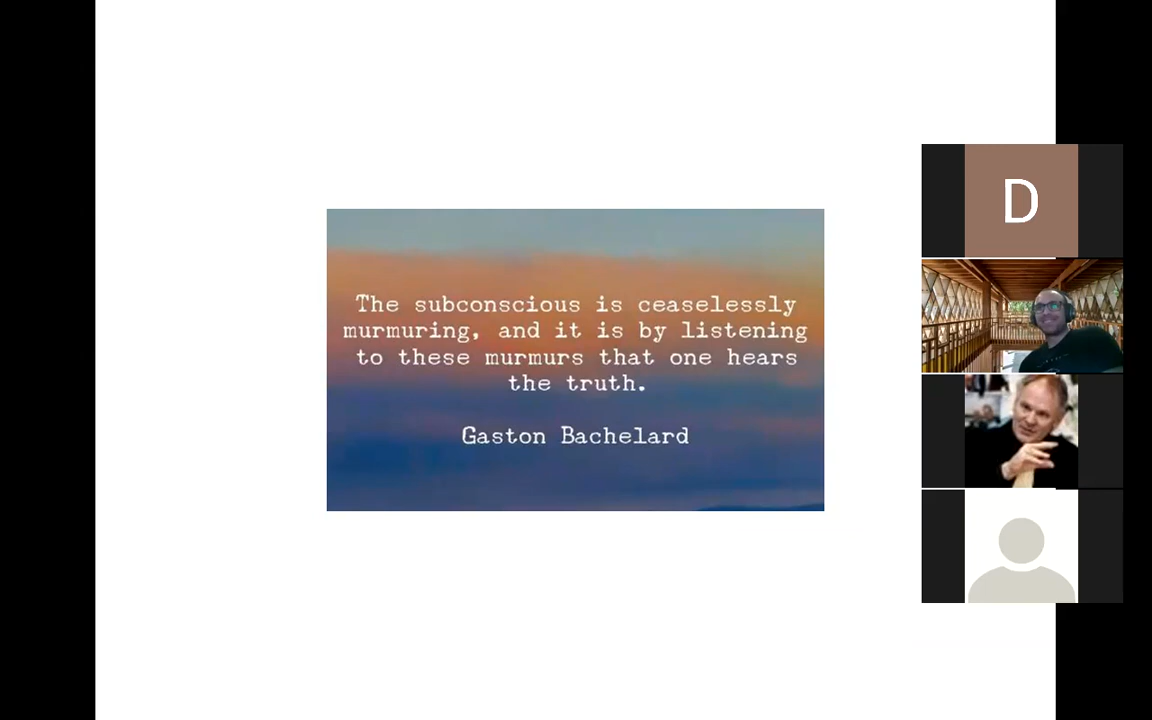 The subconscious is ceaselessly
murmuring, and it is by listening
to these murmurs that one hears
the truth.
Gaston Bachelard
D